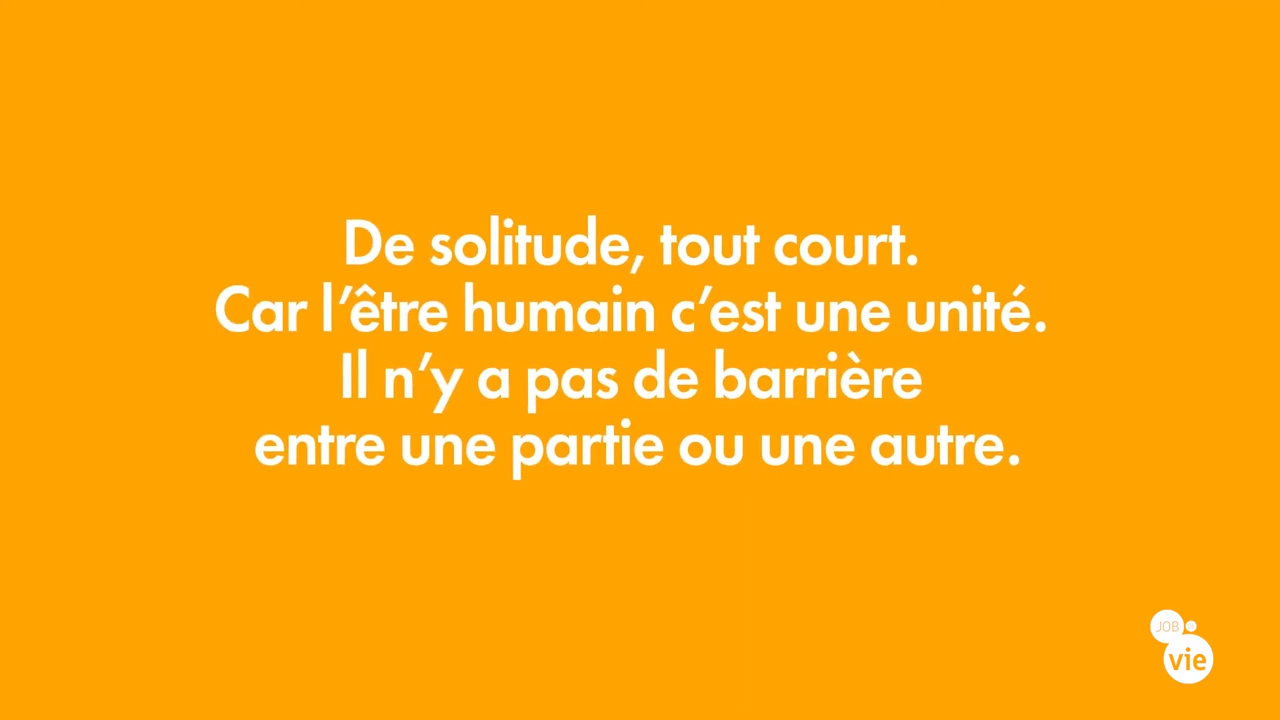 De solitude, tout court.
Car l’être humain c’est une unité.
Il n’y a pas de barrière
entre une partie ou une autre.
JOB
vie